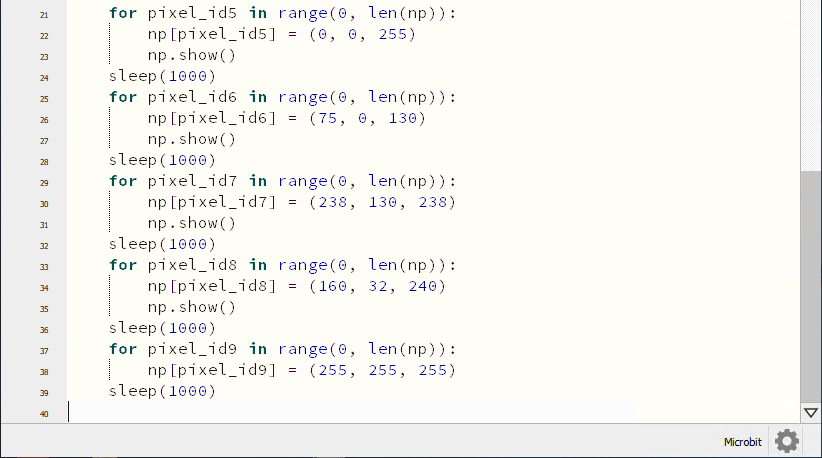 21 for pixel_id5 in range(0, len(np)):
22 np[pixel_id5] = (0, 0, 255)
23 np.show()
24 sleep(1000)
25 for pixel_id6 in range(0, len(np)):
26 np[pixel_id6] = (75, 0, 130)
27 np.show()
28 sleep(1000)
29 for pixel_id7 in range(0, len(np)):
30 np[pixel_id7] = (238, 130, 238)
31 np.show()
32 sleep(1000)
33 for pixel_id8 in range(0, len(np)):
34 np[pixel_id8] = (160, 32, 240)
35 np.show()
36 sleep(1000)
37 for pixel_id9 in range(0, len(np)):
38 np[pixel_id9] = (255, 255, 255)
39 sleep(1000)
40
Microbit